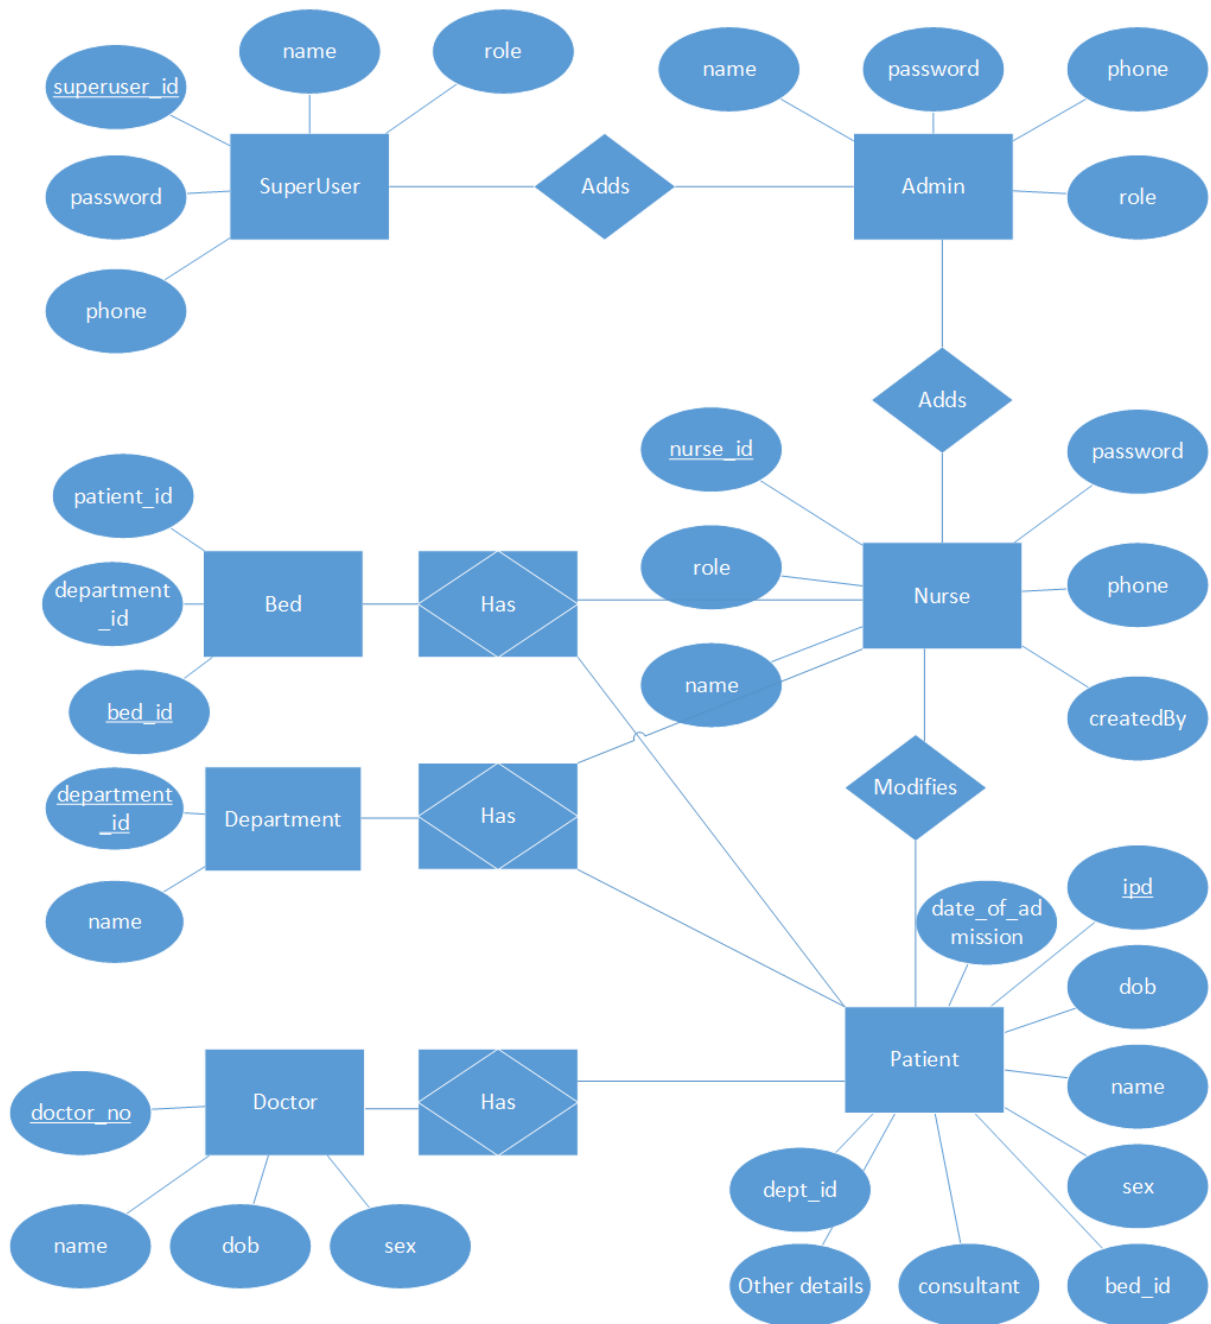 name
role
superuser_id
password
phone
SuperUser
Adds
name
password
phone
Admin
role
Adds
nurse_id
password
role
Nurse
phone
name
createdBy
patient_id
department
_id
Bed
Has
bed_id
department
_id
Department
Has
name
Modifies
date_of_ad
mission
ipd
dob
Patient
name
sex
dept_id
Other details
consultant
bed_id
Doctor
Has
doctor_no
name
dob
sex